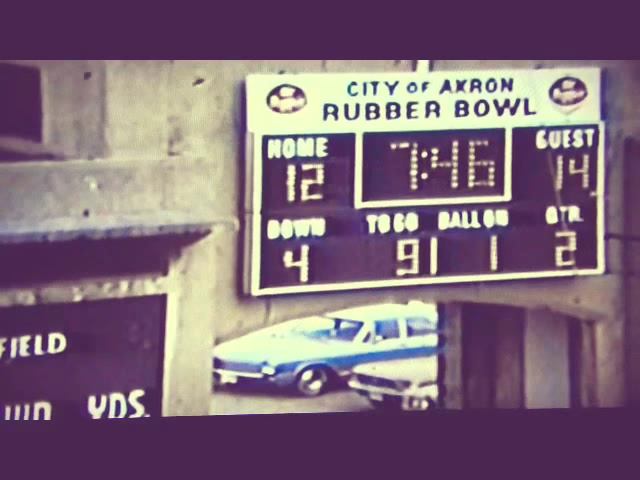 CITY OF AKRON
RUBBER BOWL
HOME 7:46 GUEST
12 14
DOWN TO GO BALL ON QTR.
4 91 1 2
FIELD
YDS.